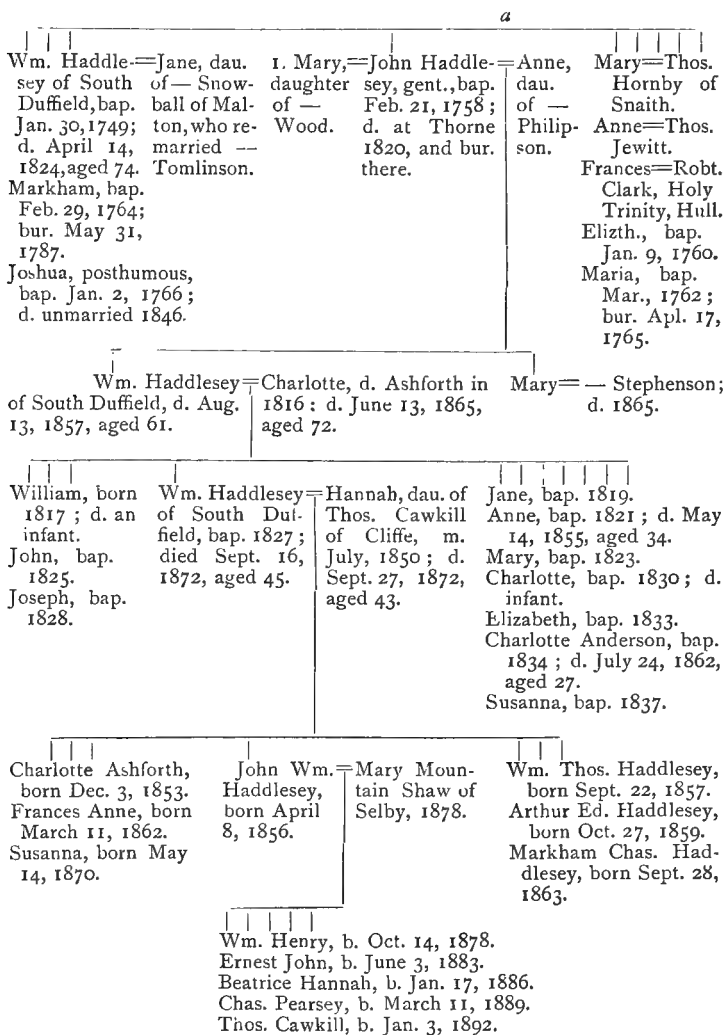 a
Wm. Haddle-
sey of South
Duffield, bap.
Jan. 30, 1749;
d. April 14,
1824, aged 74.
Markham, bap.
Feb. 29, 1764;
bur. May 31,
1787.
Joshua, posthumous,
bap. Jan. 2, 1766;
d. unmarried 1846.
=Jane, dau.
of — Snow-
ball of Mal-
ton, who re-
married —
Tomlinson.
1. Mary,=
daughter
of —
Wood.
John Haddle-
sey, gent., bap.
Feb. 21, 1758;
d. at Thorne
1820, and bur.
there.
=Anne,
dau.
of —
Philip-
son.
Mary=Thos.
Hornby of
Snaith.
Anne=Thos.
Jewitt.
Frances=Robt.
Clark, Holy
Trinity, Hull.
Elizth., bap.
Jan. 9, 1760.
Maria, bap.
Mar., 1762;
bur. Apl. 17,
1765.
Wm. Haddlesey=
of South Duffield, d. Aug.
13, 1857, aged 61.
Charlotte, d. Ashforth in
1816: d. June 13, 1865,
aged 72.
Mary= — Stephenson;
d. 1865.
William, born
1817; d. an
infant.
John, bap.
1825.
Joseph, bap.
1828.
Wm. Haddlesey=
of South Duf-
field, bap. 1827;
died Sept. 16,
1872, aged 45.
Hannah, dau. of
Thos. Cawkill
of Cliffe, m.
July, 1850; d.
Sept. 27, 1872,
aged 43.
Jane, bap. 1819.
Anne, bap. 1821; d. May
14, 1855, aged 34.
Mary, bap. 1823.
Charlotte, bap. 1830; d.
infant.
Elizabeth, bap. 1833.
Charlotte Anderson, bap.
1834; d. July 24, 1862,
aged 27.
Susanna, bap. 1837.
Charlotte Ashforth,
born Dec. 3, 1853.
Frances Anne, born
March 11, 1862.
Susanna, born May
14, 1870.
John Wm.=
Haddlesey,
born April
8, 1856.
Mary Moun-
tain Shaw of
Selby, 1878.
Wm. Thos. Haddlesey,
born Sept. 22, 1857.
Arthur Ed. Haddlesey,
born Oct. 27, 1859.
Markham Chas. Had-
dlesey, born Sept. 28,
1863.
Wm. Henry, b. Oct. 14, 1878.
Ernest John, b. June 3, 1883.
Beatrice Hannah, b. Jan. 17, 1886.
Chas. Pearsey, b. March 11, 1889.
Thos. Cawkill, b. Jan. 3, 1892.